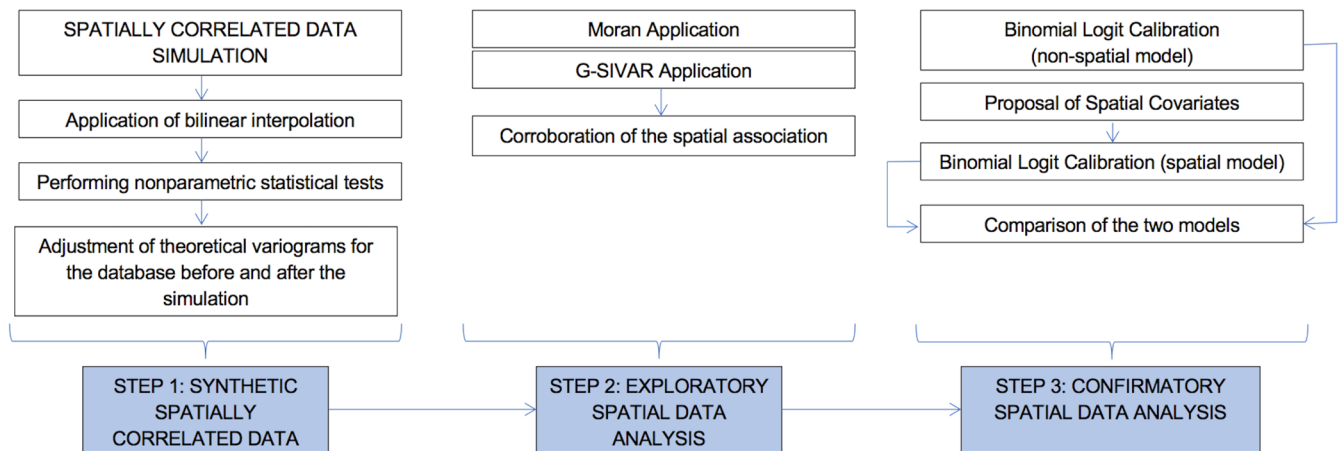 SPATIALLY CORRELATED DATA
SIMULATION
Application of bilinear interpolation
Performing nonparametric statistical tests
Adjustment of theoretical variograms for
the database before and after the
simulation
STEP 1: SYNTHETIC
SPATIALLY
CORRELATED DATA
Moran Application
G-SIVAR Application
Corroboration of the spatial association
STEP 2: EXPLORATORY
SPATIAL DATA
ANALYSIS
Binomial Logit Calibration
(non-spatial model)
Proposal of Spatial Covariates
Binomial Logit Calibration (spatial model)
Comparison of the two models
STEP 3: CONFIRMATORY
SPATIAL DATA ANALYSIS